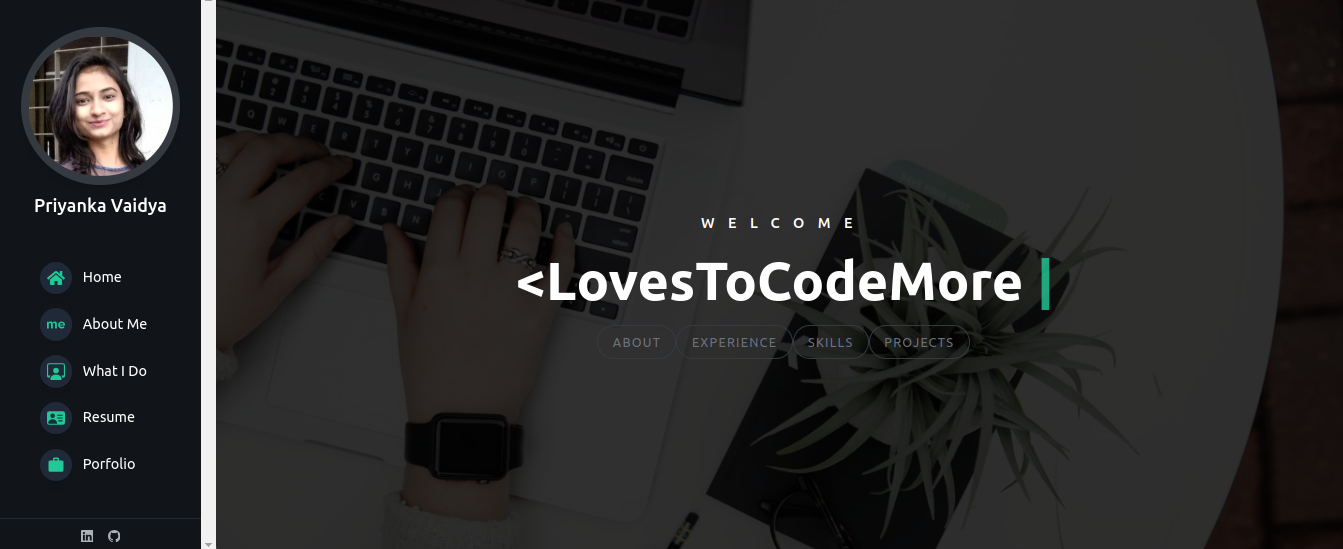 Priyanka Vaidya
Home
me
About Me
What I Do
Resume
Porfolio
WELCOME
<LovesToCodeMore |
ABOUT
EXPERIENCE
SKILLS
PROJECTS